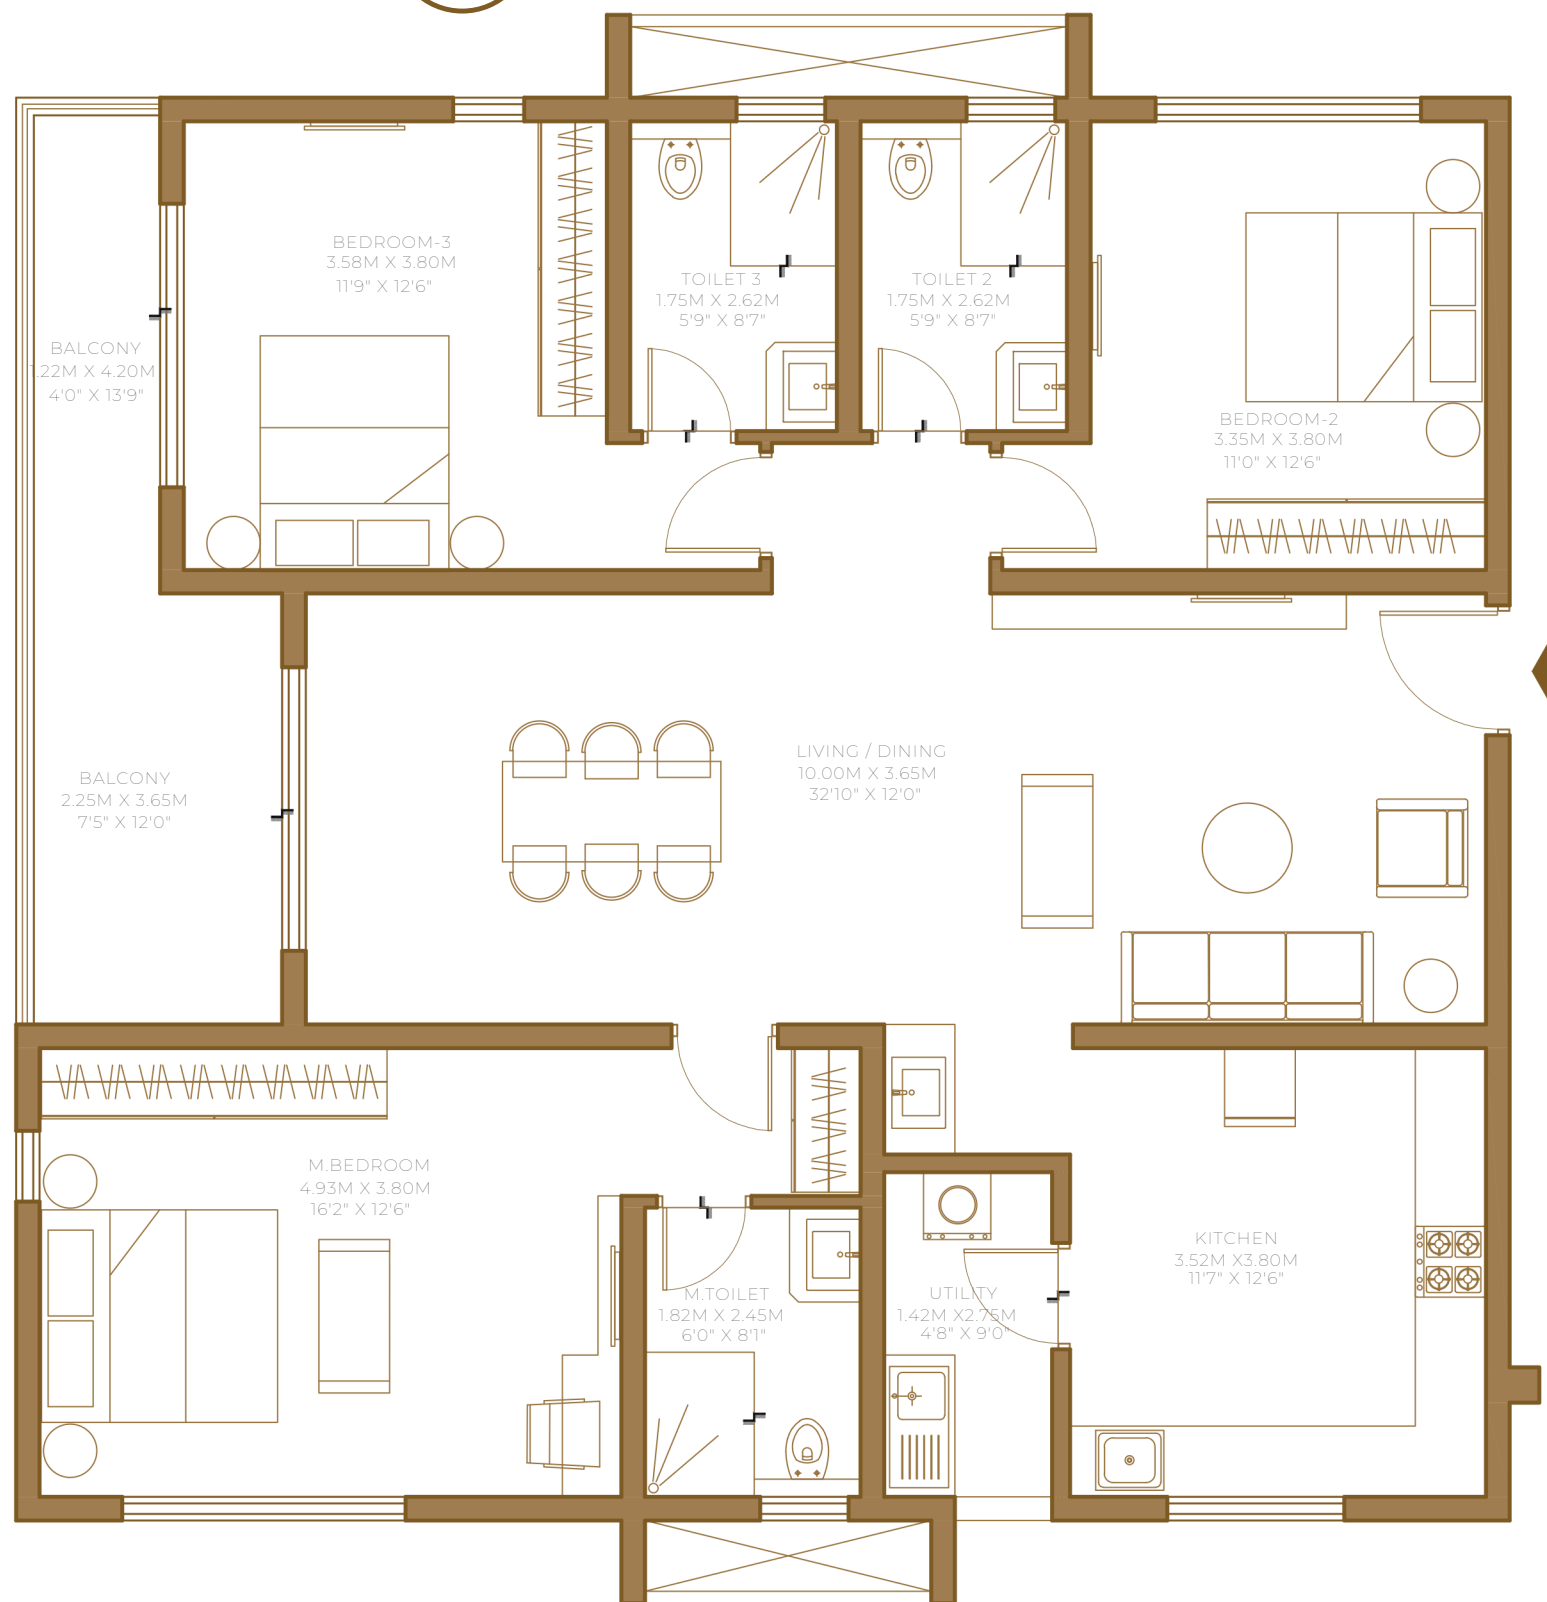 BEDROOM-3
3.58M X 3.80M
11'9" X 12'6"
TOILET 3
1.75M X 2.62M
5'9" X 8'7"
TOILET 2
1.75M X 2.62M
5'9" X 8'7"
BALCONY
1.22M X 4.20M
4'0" X 13'9"
BEDROOM-2
3.35M X 3.80M
11'0" X 12'6"
BALCONY
2.25M X 3.65M
7'5" X 12'0"
LIVING / DINING
10.00M X 3.65M
32'10" X 12'0"
M.BEDROOM
4.93M X 3.80M
16'2" X 12'6"
M.TOILET
1.82M X 2.45M
6'0" X 8'1"
UTILITY
1.42M X2.75M
4'8" X 9'0"
KITCHEN
3.52M X3.80M
11'7" X 12'6"